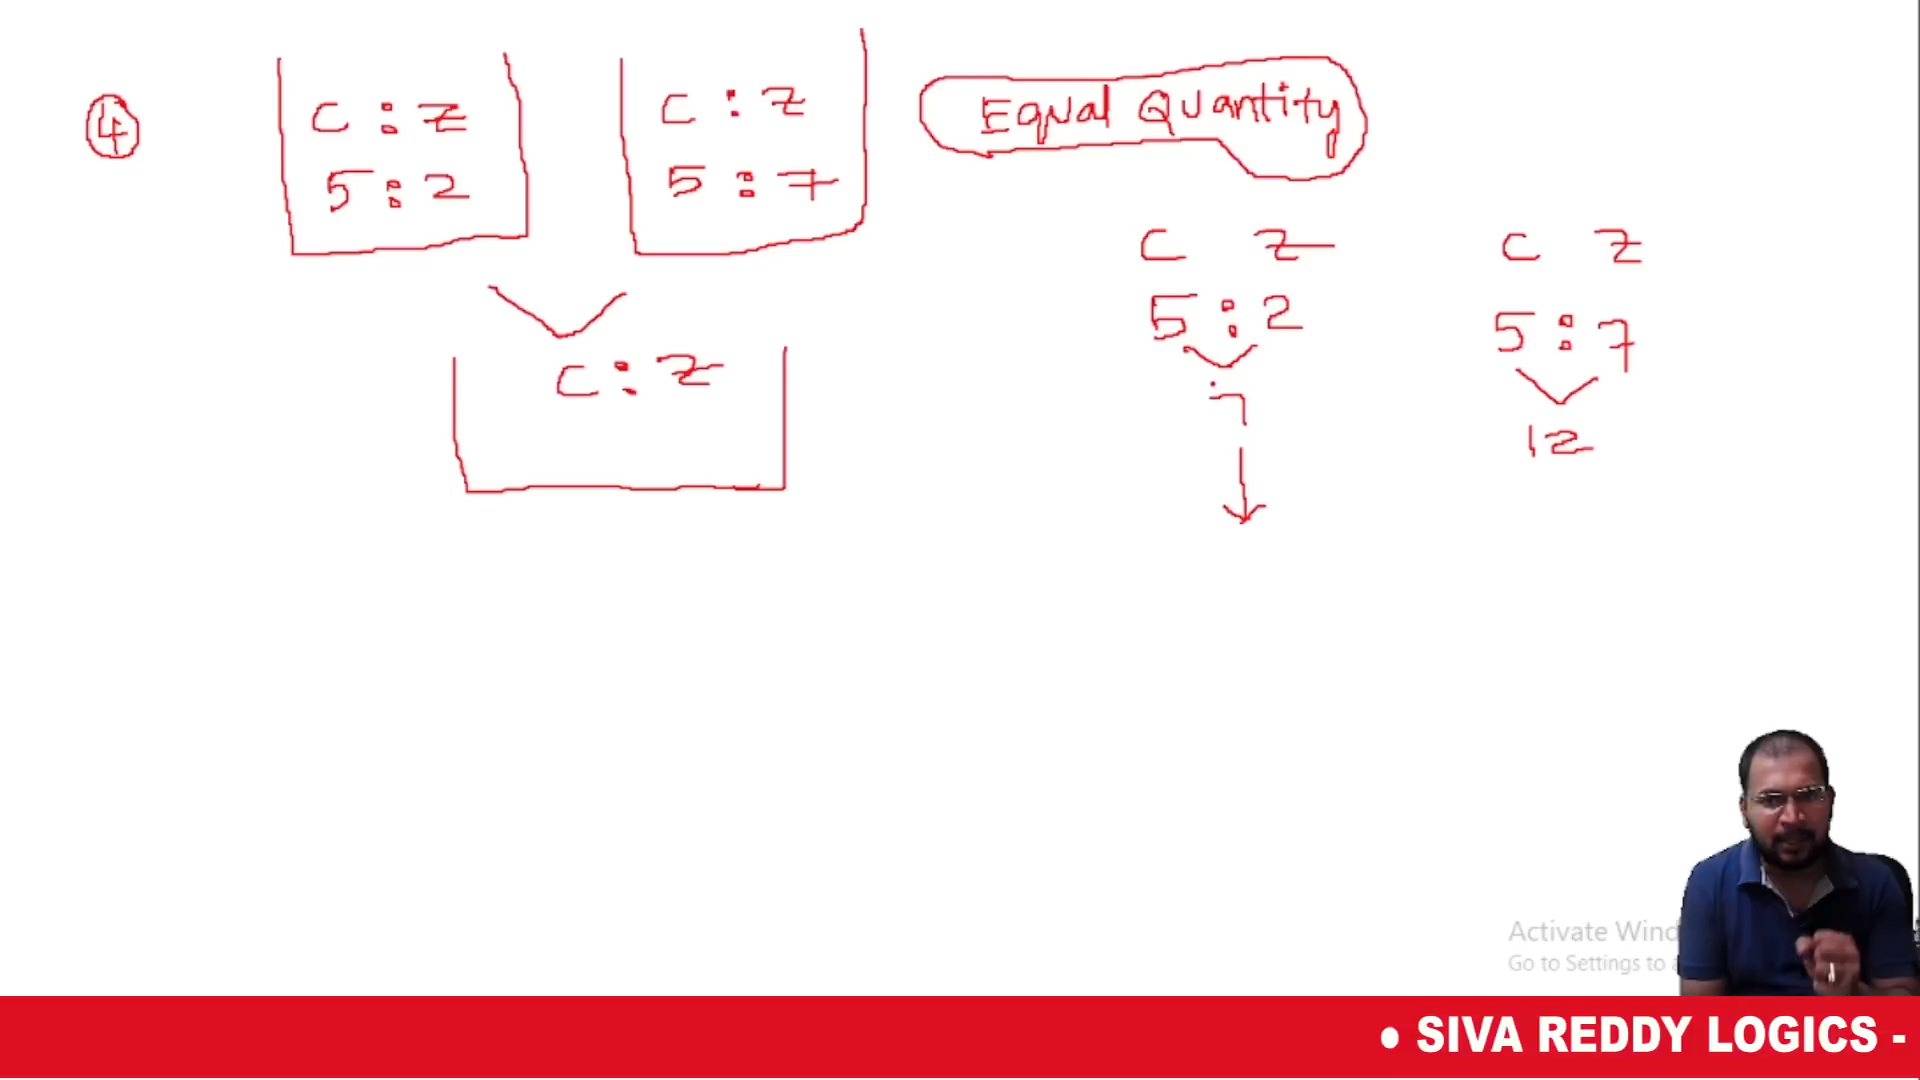 4
C : Z
5 : 2
C : Z
5 : 7
Equal Quantity
C : Z
C Z
5 : 2
7
C Z
5 : 7
12
Activate Wind
Go to Settings to a
• SIVA REDDY LOGICS -